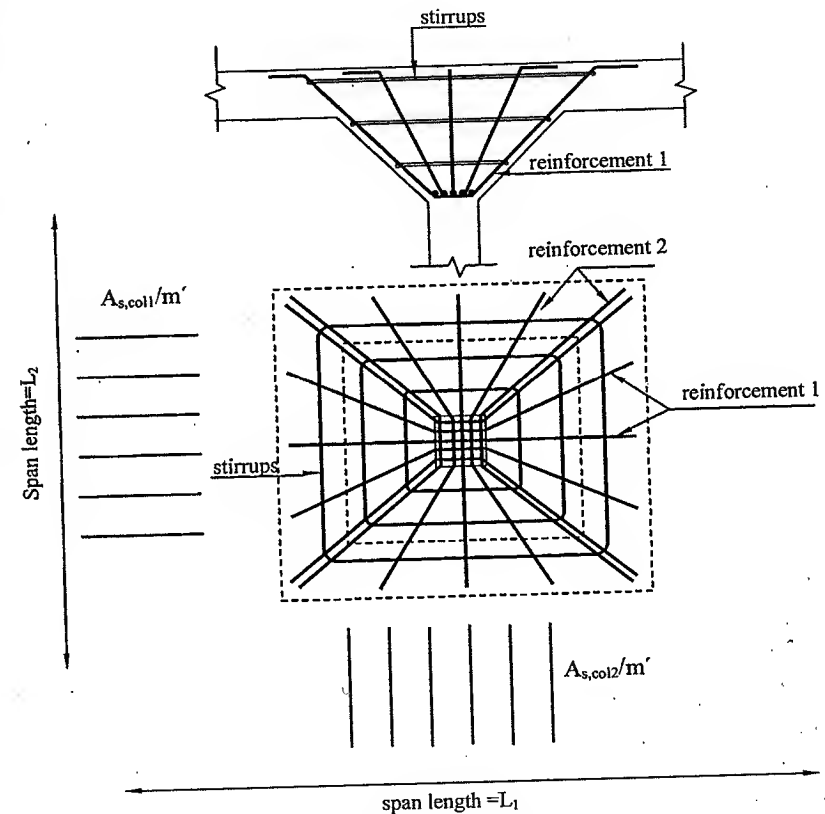 stirrups
reinforcement 1
reinforcement 2
A_s,col1/m′
reinforcement 1
Span length=L₂
stirrups
A_s,col2/m′
span length =L₁